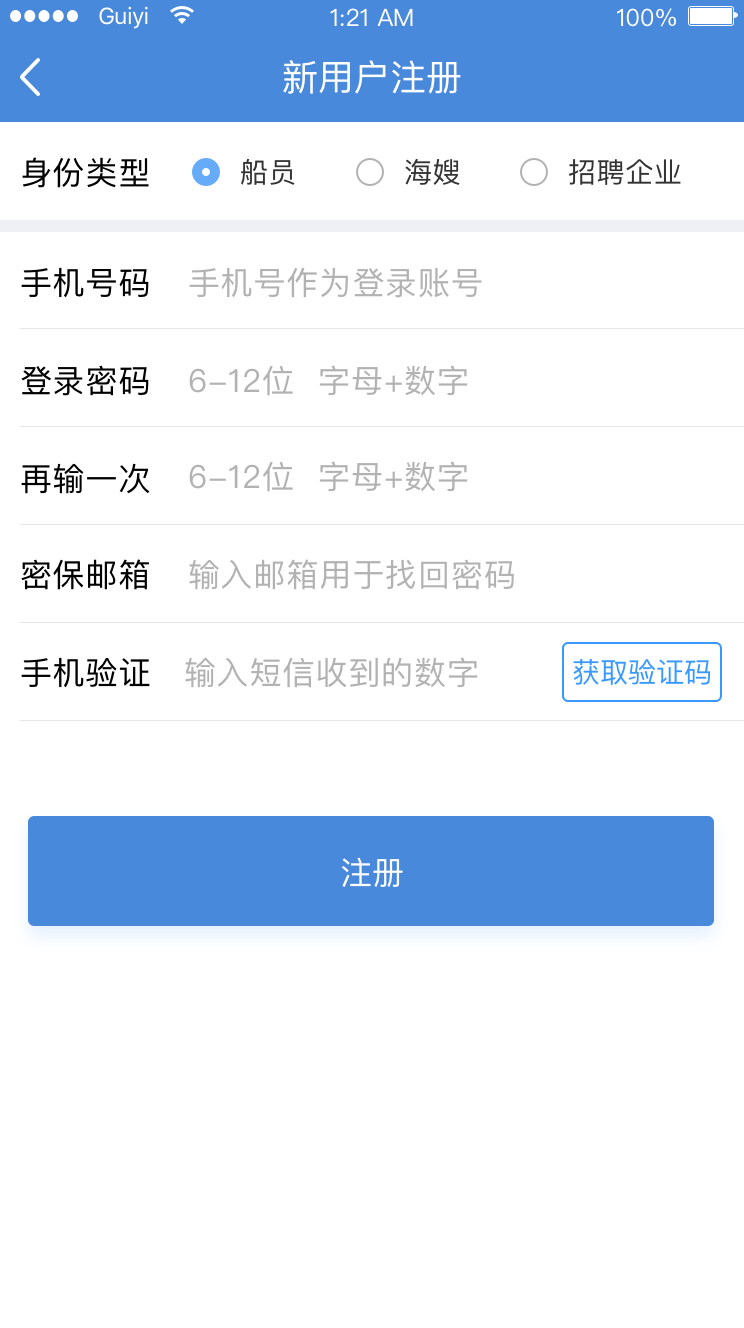 Guiyi 1:21 AM 100%
新用户注册
身份类型 船员 海嫂 招聘企业
手机号码 手机号作为登录账号
登录密码 6-12位 字母+数字
再输一次 6-12位 字母+数字
密保邮箱 输入邮箱用于找回密码
手机验证 输入短信收到的数字 获取验证码
注册